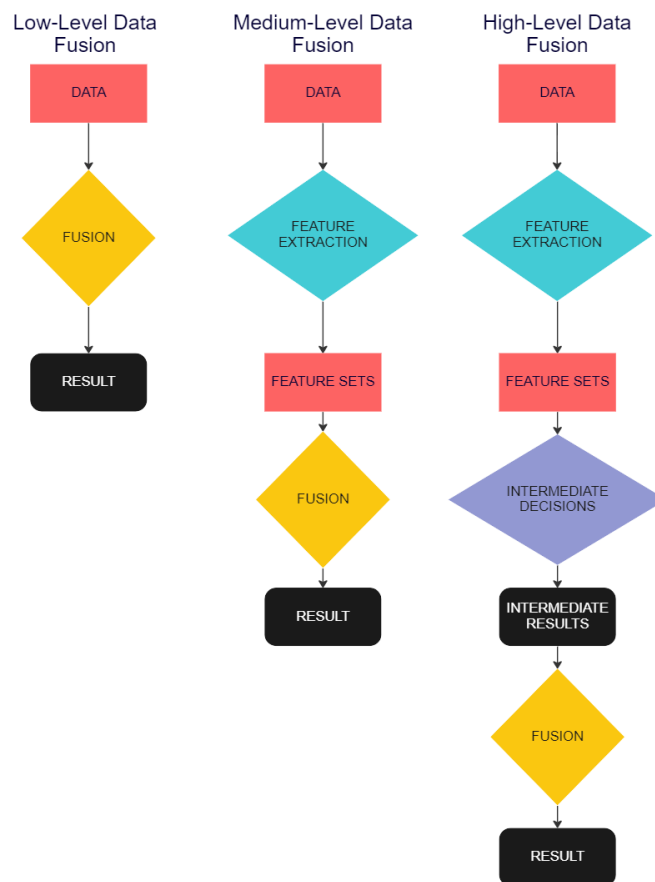 Low-Level Data
Fusion
DATA
FUSION
RESULT
Medium-Level Data
Fusion
DATA
FEATURE
EXTRACTION
FEATURE SETS
FUSION
RESULT
High-Level Data
Fusion
DATA
FEATURE
EXTRACTION
FEATURE SETS
INTERMEDIATE
DECISIONS
INTERMEDIATE
RESULTS
FUSION
RESULT